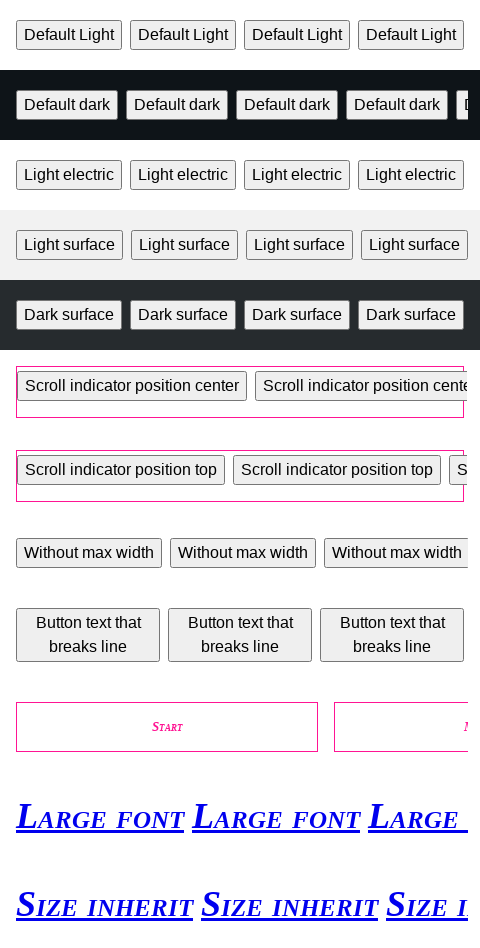 Default Light Default Light Default Light Default Light
Default dark Default dark Default dark Default dark
Light electric Light electric Light electric Light electric
Light surface Light surface Light surface Light surface
Dark surface Dark surface Dark surface Dark surface
Scroll indicator position center Scroll indicator position
Scroll indicator position top Scroll indicator position top
Without max width Without max width Without max width
Button text that Button text that Button text that
breaks line breaks line breaks line
Start
Large font Large font Large
Size inherit Size inherit Size